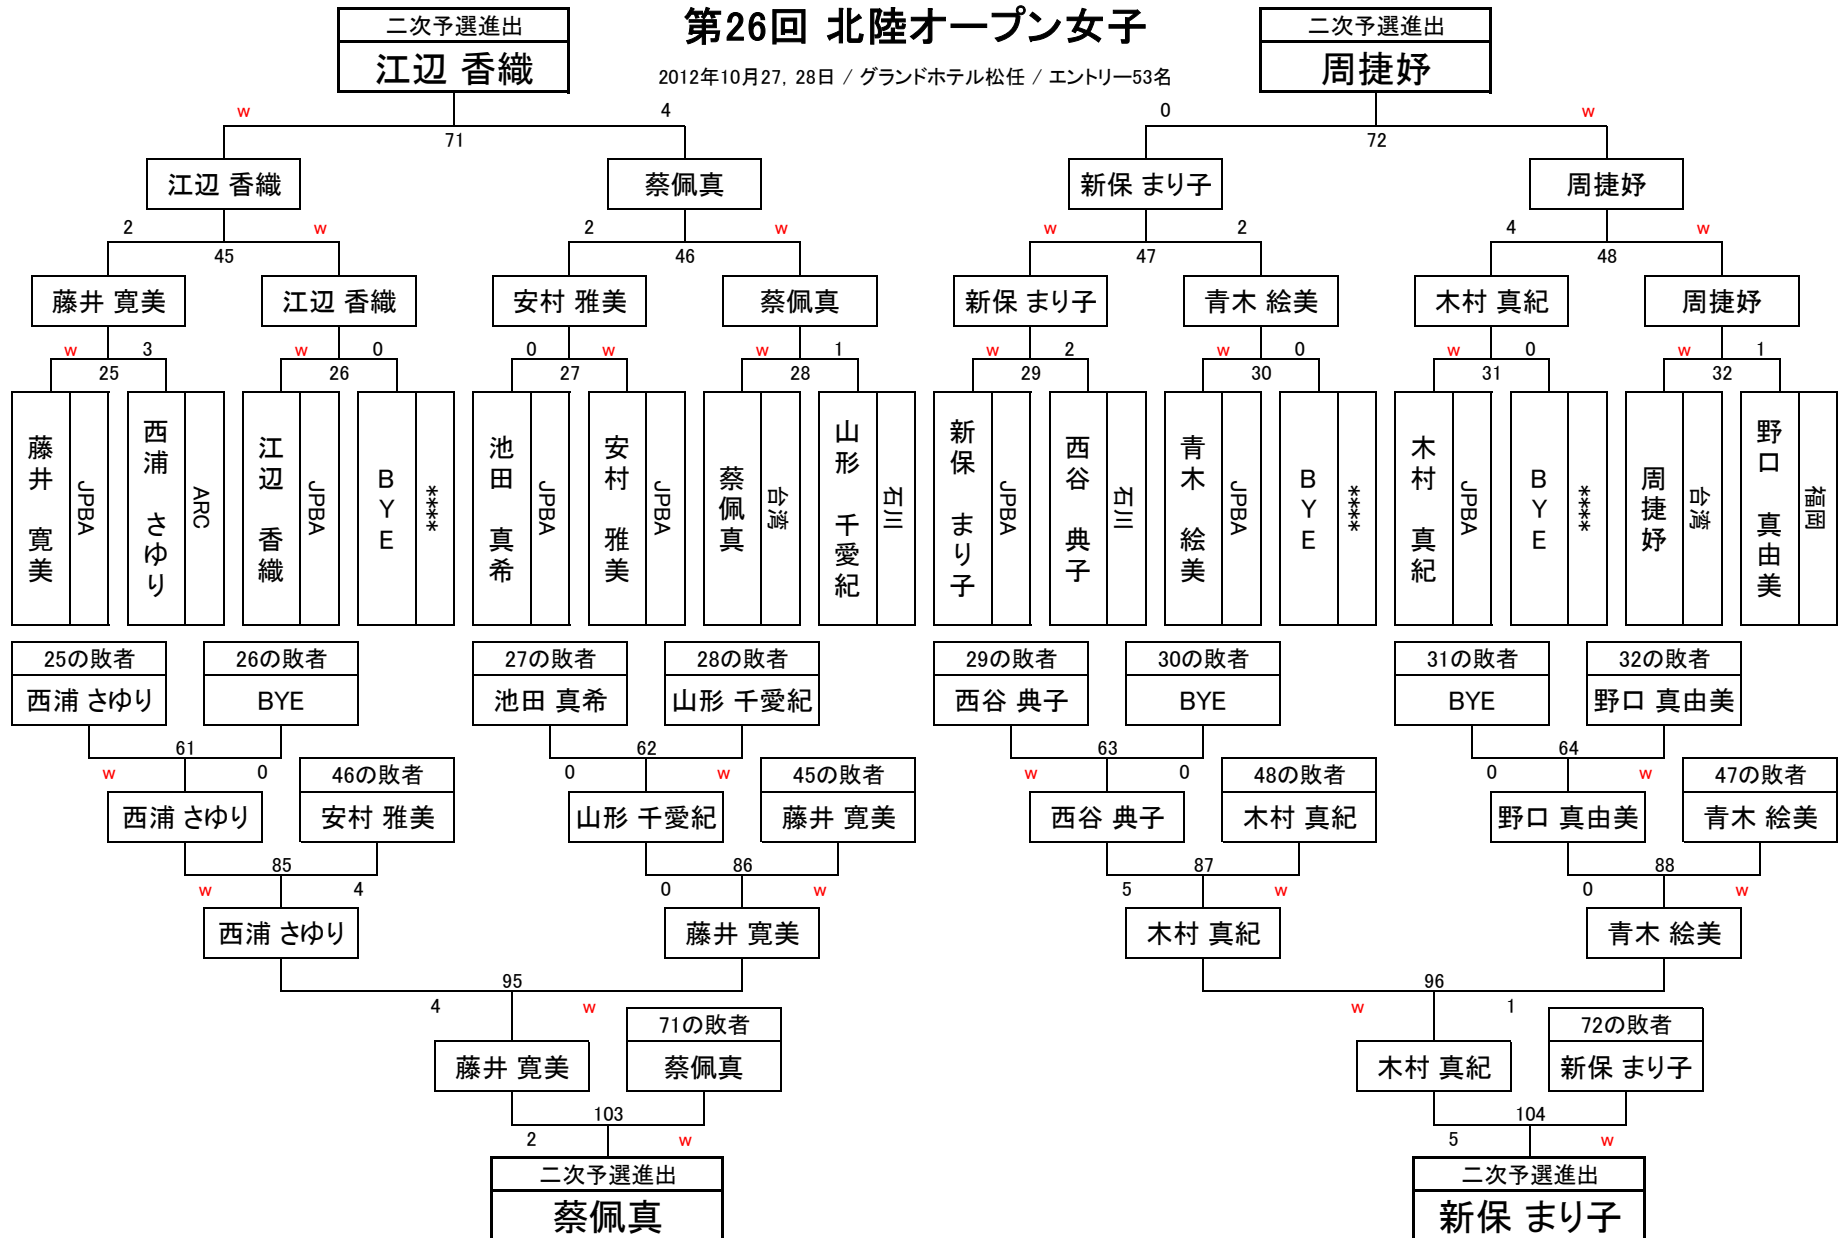 二次予選進出 第26回 北陸オープン女子 二次予選進出
江辺 香織 周捷妤
2012年10月27, 28日 / グランドホテル松任 / エントリー53名
w 4 0 w
71 72
江辺 香織 蔡佩真 新保 まり子 周捷妤
2 w 2 w w 2 4 w
45 46 47 48
藤井 寛美 江辺 香織 安村 雅美 蔡佩真 新保 まり子 青木 絵美 木村 真紀 周捷妤
w 3 w 0 0 w w 1 w 2 w 0 w 0 w 1
25 26 27 28 29 30 31 32
藤井 寛美 JPBA
西浦 さゆり ARC
江辺 香織 JPBA
BYE ****
池田 真希 JPBA
安村 雅美 JPBA
蔡佩真 台湾
山形 千愛紀 石川
新保 まり子 JPBA
西谷 典子 石川
青木 絵美 JPBA
BYE ****
木村 真紀 JPBA
BYE ****
周捷妤 台湾
野口 真由美 福岡
25の敗者 26の敗者 27の敗者 28の敗者 29の敗者 30の敗者 31の敗者 32の敗者
西浦 さゆり BYE 池田 真希 山形 千愛紀 西谷 典子 BYE BYE 野口 真由美
61 62 63 64
w 0 46の敗者 0 w 45の敗者 w 0 48の敗者 0 w 47の敗者
西浦 さゆり 安村 雅美 山形 千愛紀 藤井 寛美 西谷 典子 木村 真紀 野口 真由美 青木 絵美
85 86 87 88
w 4 0 w 5 w 0 w
西浦 さゆり 藤井 寛美 木村 真紀 青木 絵美
95 96
4 w w 1
71の敗者 72の敗者
藤井 寛美 蔡佩真 木村 真紀 新保 まり子
103 104
2 w 5 w
二次予選進出 二次予選進出
蔡佩真 新保 まり子